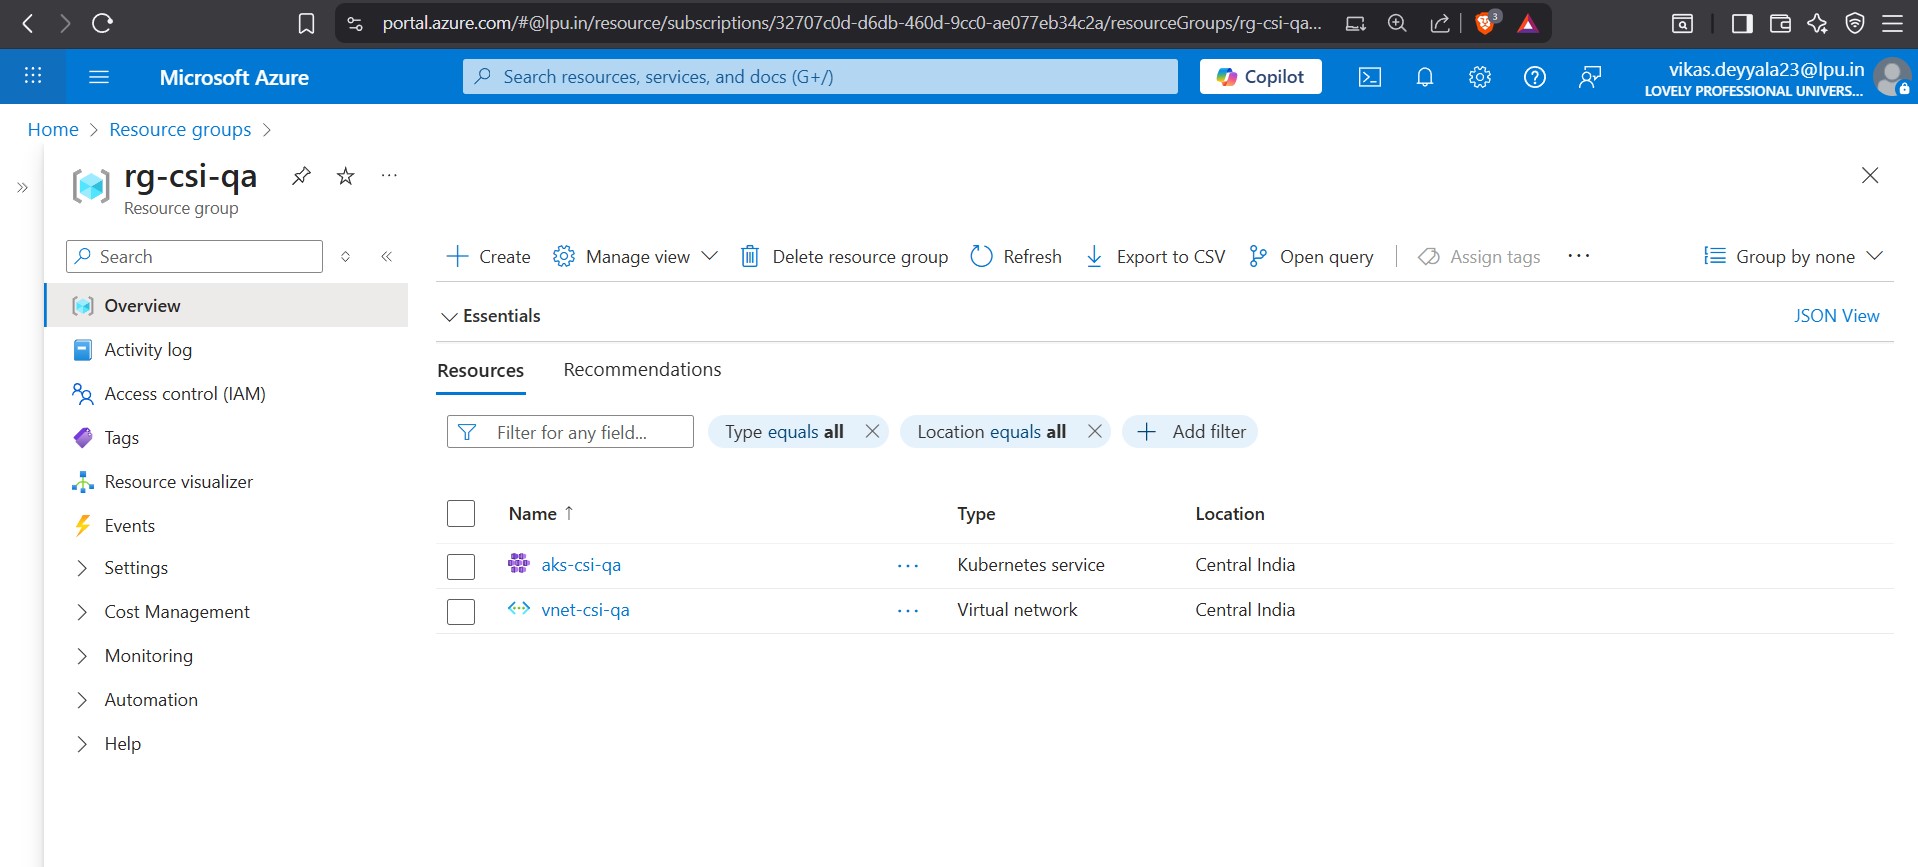 portal.azure.com/#@lpu.in/resource/subscriptions/32707c0d-d6db-460d-9cc0-ae077eb34c2a/resourceGroups/rg-csi-qa...
3
Microsoft Azure
Search resources, services, and docs (G+/)
Copilot
vikas.deyyala23@lpu.in
LOVELY PROFESSIONAL UNIVERS...
Home > Resource groups >
rg-csi-qa
Resource group
Search
Overview
Activity log
Access control (IAM)
Tags
Resource visualizer
Events
Settings
Cost Management
Monitoring
Automation
Help
Create Manage view Delete resource group Refresh Export to CSV Open query Assign tags Group by none
Essentials JSON View
Resources Recommendations
Filter for any field... Type equals all Location equals all Add filter
Name ↑ Type Location
aks-csi-qa Kubernetes service Central India
vnet-csi-qa Virtual network Central India